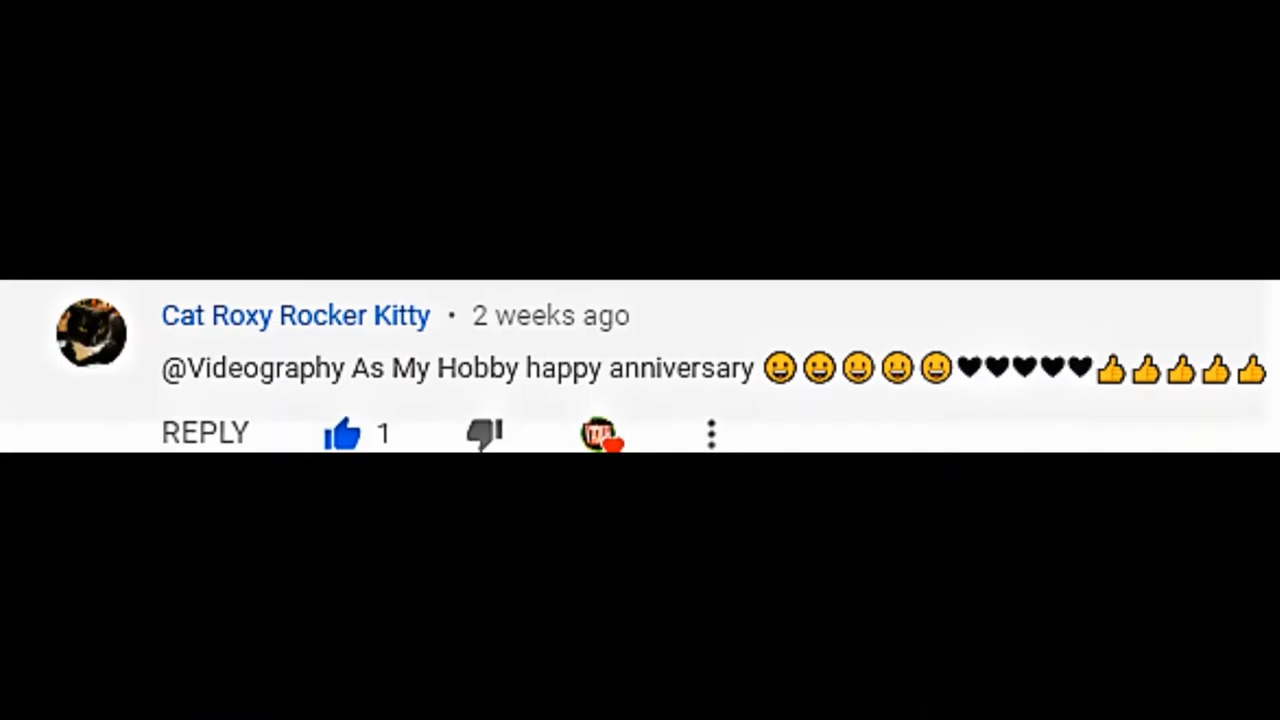 Cat Roxy Rocker Kitty • 2 weeks ago
@Videography As My Hobby happy anniversary 😀😀😀😀😀🖤🖤🖤🖤🖤👍👍👍👍👍
REPLY 1